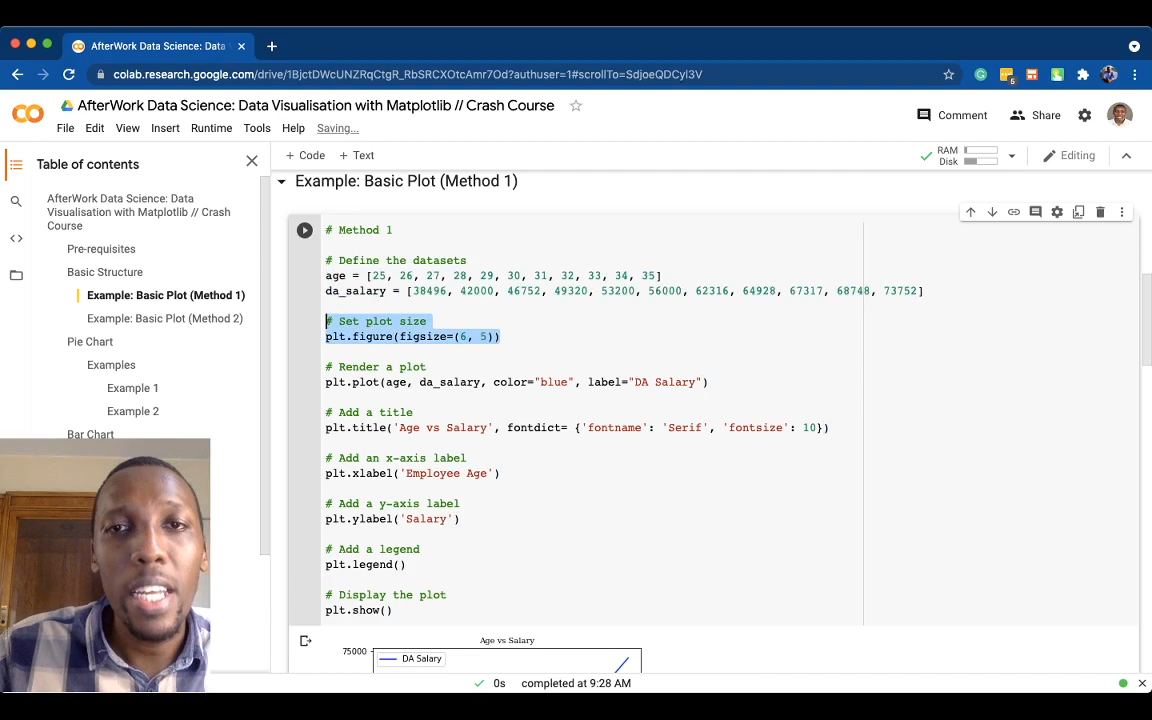 AfterWork Data Science: Data
colab.research.google.com/drive/1BjctDWcUNZRqCtgR_RbSRCXOtcAmr7Od?authuser=1#scrollTo=SdjoeQDCyl3V
5
AfterWork Data Science: Data Visualisation with Matplotlib // Crash Course
File Edit View Insert Runtime Tools Help Saving...
Comment Share
+ Code + Text
RAM
Disk
Editing
Table of contents
AfterWork Data Science: Data
Visualisation with Matplotlib // Crash
Course
Pre-requisites
Basic Structure
Example: Basic Plot (Method 1)
Example: Basic Plot (Method 2)
Pie Chart
Examples
Example 1
Example 2
Bar Chart
Example: Basic Plot (Method 1)
# Method 1
# Define the datasets
age = [25, 26, 27, 28, 29, 30, 31, 32, 33, 34, 35]
da_salary = [38496, 42000, 46752, 49320, 53200, 56000, 62316, 64928, 67317, 68748, 73752]
# Set plot size
plt.figure(figsize=(6, 5))
# Render a plot
plt.plot(age, da_salary, color="blue", label="DA Salary")
# Add a title
plt.title('Age vs Salary', fontdict= {'fontname': 'Serif', 'fontsize': 10})
# Add an x-axis label
plt.xlabel('Employee Age')
# Add a y-axis label
plt.ylabel('Salary')
# Add a legend
plt.legend()
# Display the plot
plt.show()
Age vs Salary
75000
DA Salary
0s completed at 9:28 AM